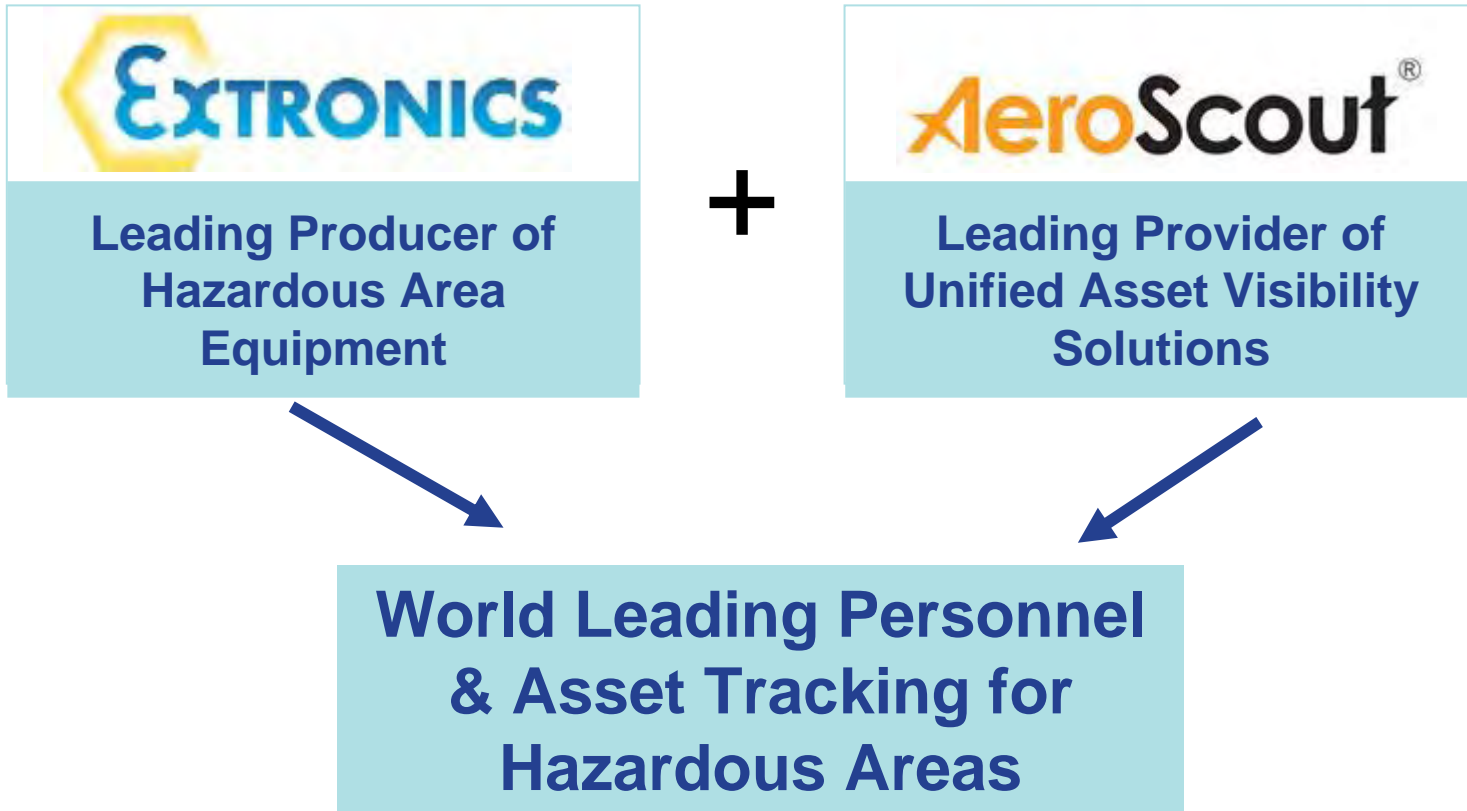 EXTRONICS
Leading Producer of
Hazardous Area
Equipment
+
AeroScout®
Leading Provider of
Unified Asset Visibility
Solutions
World Leading Personnel
& Asset Tracking for
Hazardous Areas